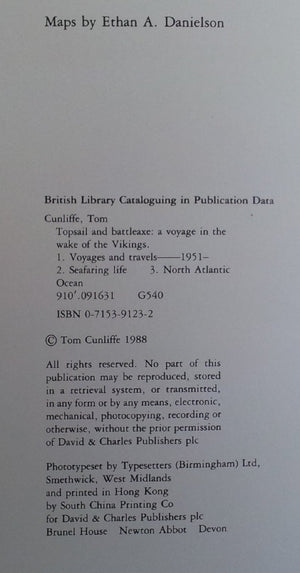 Maps by Ethan A. Danielson
British Library Cataloguing in Publication Data
Cunliffe, Tom
Topsail and battleaxe: a voyage in the
wake of the Vikings.
1. Voyages and travels——1951–
2. Seafaring life 3. North Atlantic
Ocean
910'.091631 G540
ISBN 0-7153-9123-2
© Tom Cunliffe 1988
All rights reserved. No part of this
publication may be reproduced, stored
in a retrieval system, or transmitted,
in any form or by any means, electronic,
mechanical, photocopying, recording or
otherwise, without the prior permission
of David & Charles Publishers plc
Phototypeset by Typesetters (Birmingham) Ltd,
Smethwick, West Midlands
and printed in Hong Kong
by South China Printing Co
for David & Charles Publishers plc
Brunel House Newton Abbot Devon